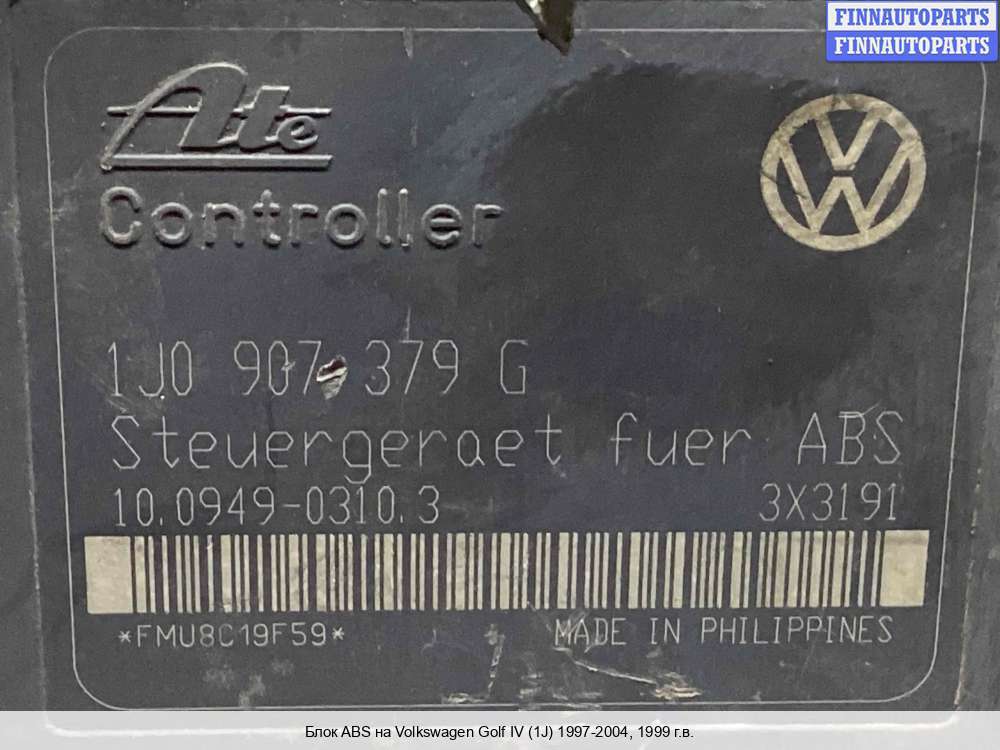 FINNAUTOPARTS
FINNAUTOPARTS
Ate
Controller
1J0 907 379 G
Steuergeraet fuer ABS
10.0949-0310.3 3X3191
*FMU8C19F59* MADE IN PHILIPPINES
Блок ABS на Volkswagen Golf IV (1J) 1997-2004, 1999 г.в.